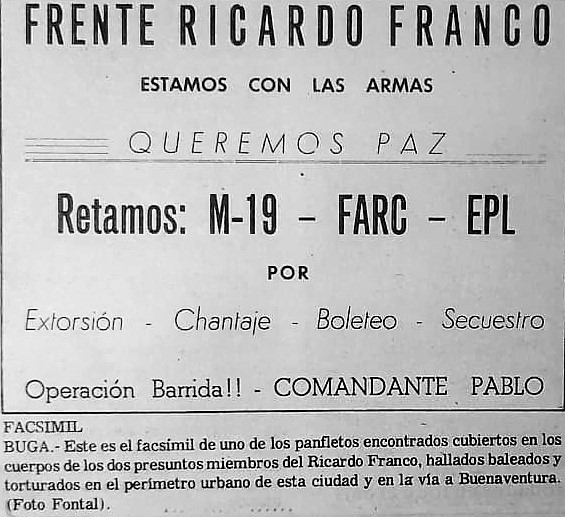 FRENTE RICARDO FRANCO
ESTAMOS CON LAS ARMAS
QUEREMOS PAZ
Retamos: M-19 - FARC - EPL
POR
Extorsión - Chantaje - Boleteo - Secuestro
Operación Barrida!! - COMANDANTE PABLO
FACSIMIL
BUGA.- Este es el facsímil de uno de los panfletos encontrados cubiertos en los
cuerpos de los dos presuntos miembros del Ricardo Franco, hallados baleados y
torturados en el perímetro urbano de esta ciudad y en la vía a Buenaventura.
(Foto Fontal).